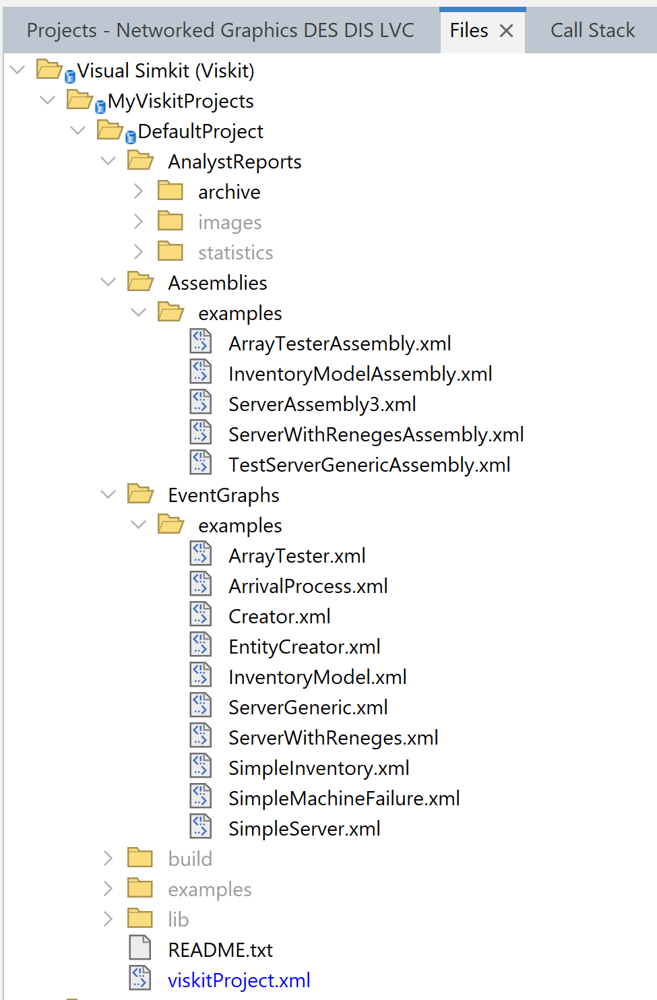 Projects - Networked Graphics DES DIS LVC Files Call Stack
Visual Simkit (Viskit)
MyViskitProjects
DefaultProject
AnalystReports
archive
images
statistics
Assemblies
examples
ArrayTesterAssembly.xml
InventoryModelAssembly.xml
ServerAssembly3.xml
ServerWithRenegesAssembly.xml
TestServerGenericAssembly.xml
EventGraphs
examples
ArrayTester.xml
ArrivalProcess.xml
Creator.xml
EntityCreator.xml
InventoryModel.xml
ServerGeneric.xml
ServerWithReneges.xml
SimpleInventory.xml
SimpleMachineFailure.xml
SimpleServer.xml
build
examples
lib
README.txt
viskitProject.xml